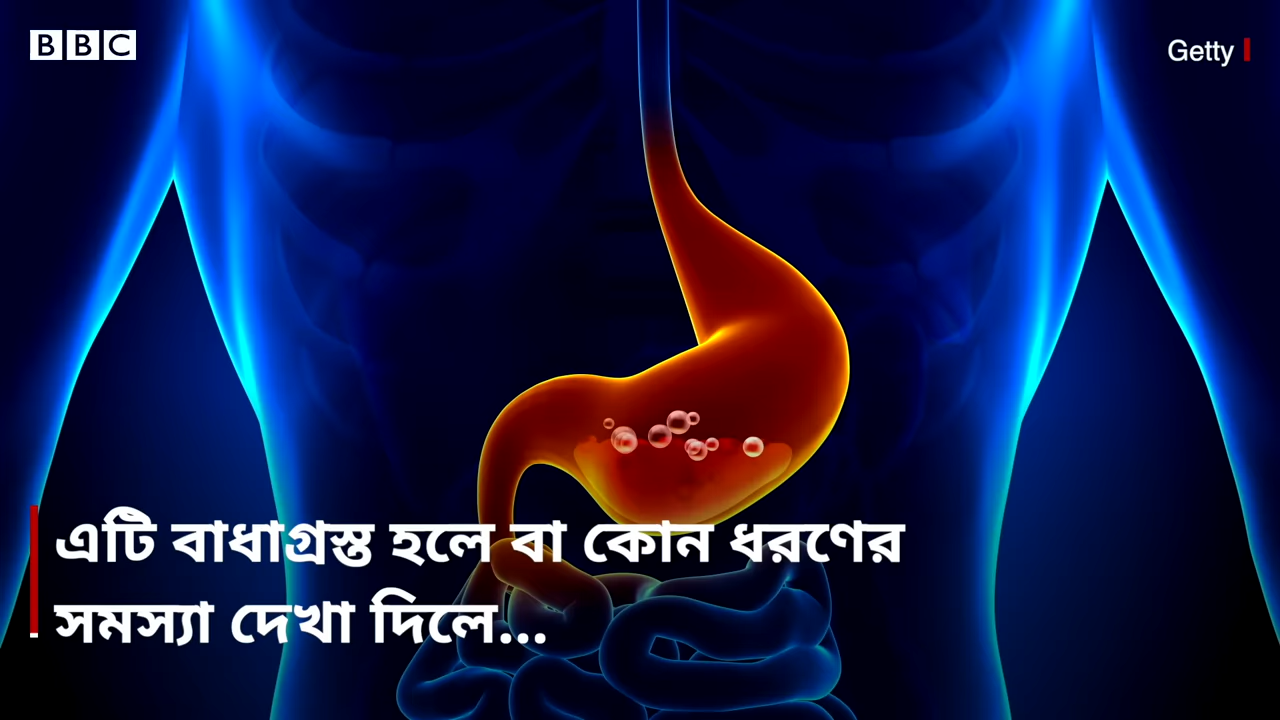 BBC
Getty
এটি বাধাগ্রস্ত হলে বা কোন ধরণের
সমস্যা দেখা দিলে...